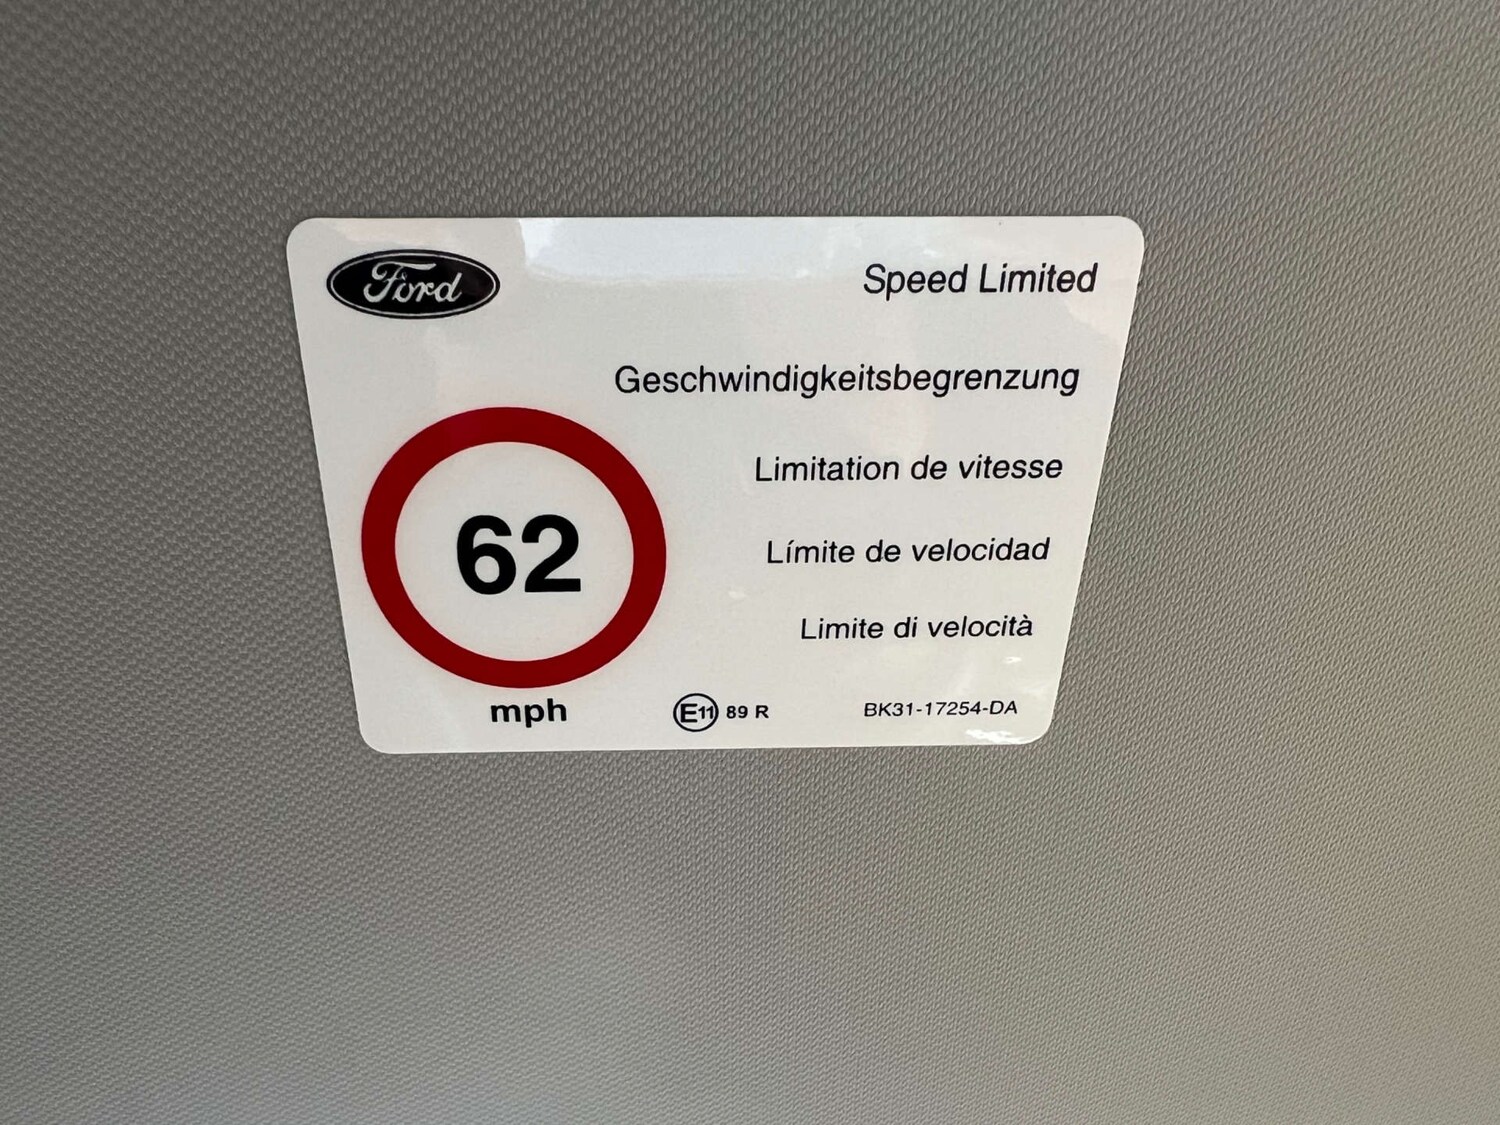 Ford
Speed Limited
Geschwindigkeitsbegrenzung
Limitation de vitesse
Límite de velocidad
Limite di velocità
62
mph
E11 89 R
BK31-17254-DA